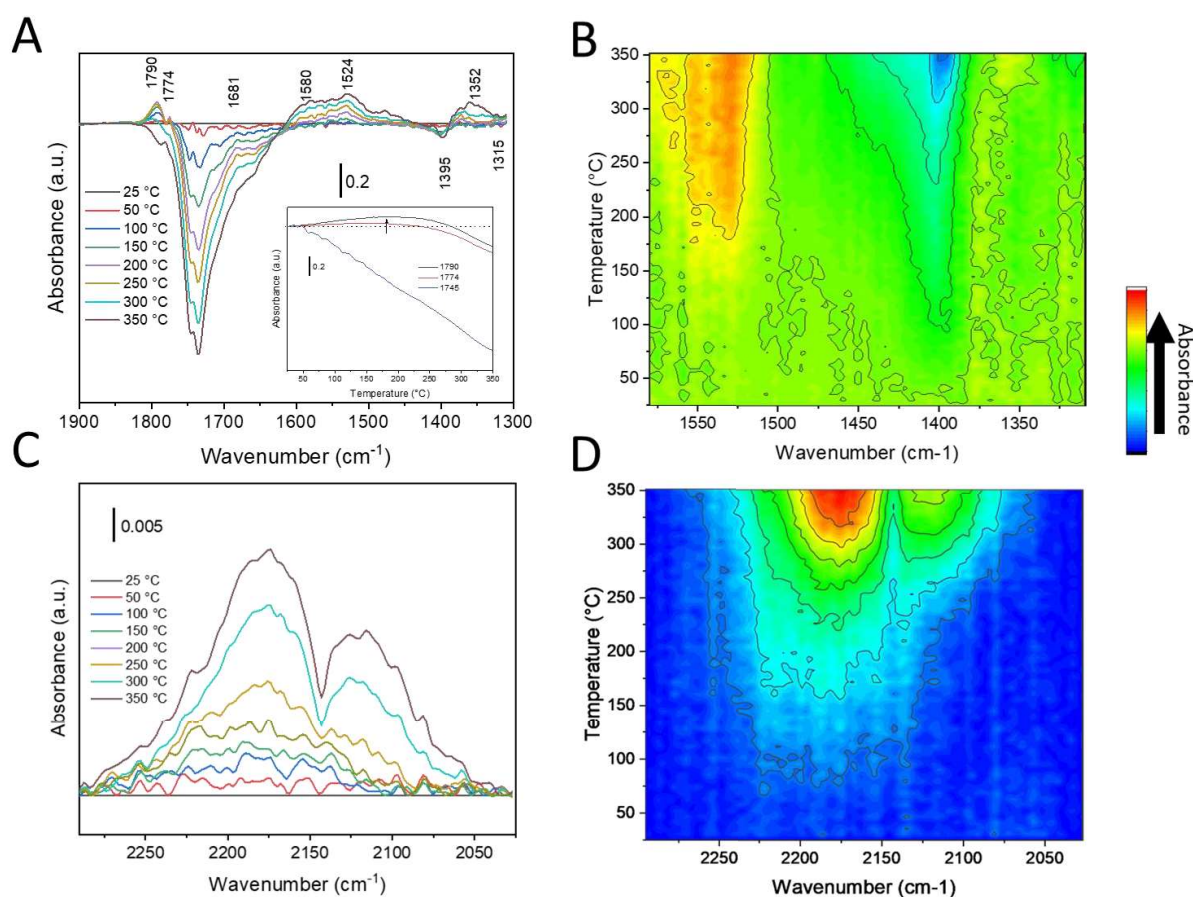 A
1790
1774
1681
1580
1524
1352
1395
1315
0.2
25 °C
50 °C
100 °C
150 °C
200 °C
250 °C
300 °C
350 °C
Absorbance (a.u.)
Absorbance (a.u.)
0.2
1790
1774
1745
50 100 150 200 250 300 350
Temperature (°C)
1900 1800 1700 1600 1500 1400 1300
Wavenumber (cm-1)
B
350
300
250
200
150
100
50
Temperature (°C)
1550 1500 1450 1400 1350
Wavenumber (cm-1)
Absorbance
C
0.005
25 °C
50 °C
100 °C
150 °C
200 °C
250 °C
300 °C
350 °C
Absorbance (a.u.)
2250 2200 2150 2100 2050
Wavenumber (cm-1)
D
350
300
250
200
150
100
50
Temperature (°C)
2250 2200 2150 2100 2050
Wavenumber (cm-1)